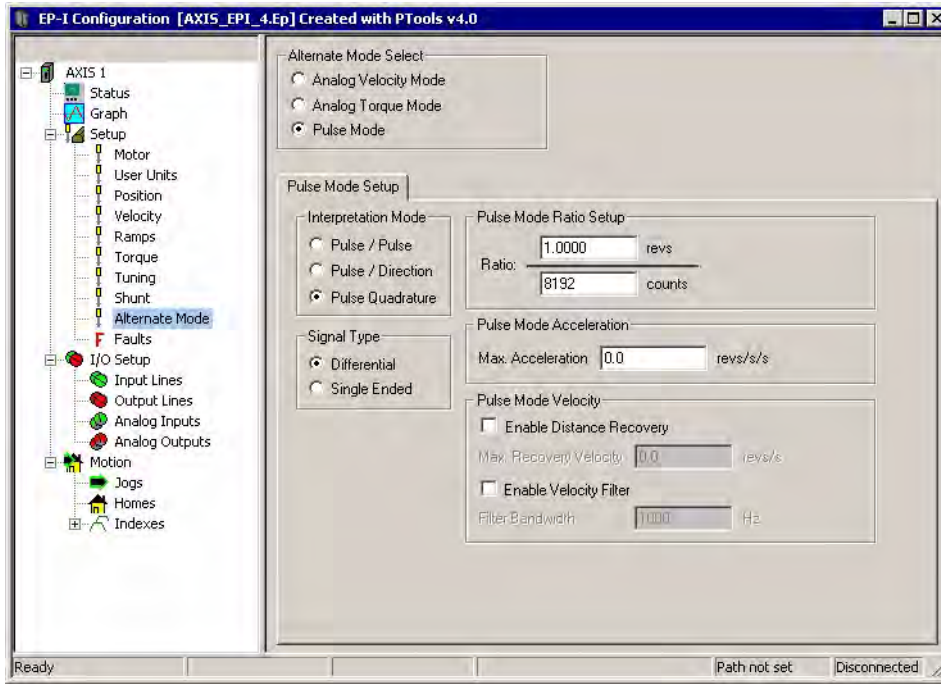 EP-I Configuration [AXIS_EPI_4.Ep] Created with PTools v4.0
AXIS 1
Status
Graph
Setup
Motor
User Units
Position
Velocity
Ramps
Torque
Tuning
Shunt
Alternate Mode
Faults
I/O Setup
Input Lines
Output Lines
Analog Inputs
Analog Outputs
Motion
Jogs
Homes
Indexes
Alternate Mode Select
Analog Velocity Mode
Analog Torque Mode
Pulse Mode
Pulse Mode Setup
Interpretation Mode
Pulse / Pulse
Pulse / Direction
Pulse Quadrature
Signal Type
Differential
Single Ended
Pulse Mode Ratio Setup
Ratio: 1.0000 revs
8192 counts
Pulse Mode Acceleration
Max. Acceleration 0.0 revs/s/s
Pulse Mode Velocity
Enable Distance Recovery
Max. Recovery Velocity 0.0 revs/s
Enable Velocity Filter
Filter Bandwidth 1000 Hz
Ready Path not set Disconnected